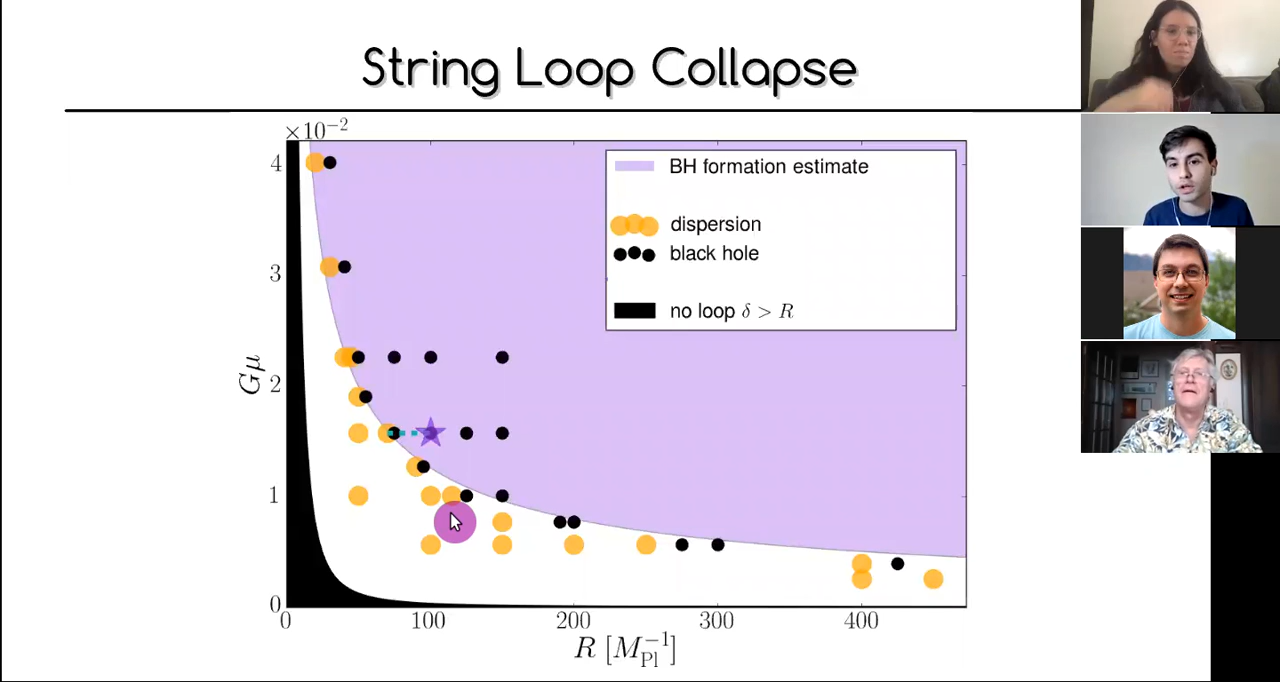 String Loop Collapse
×10⁻²
4
3
2
1
0
Gμ
BH formation estimate
dispersion
black hole
no loop δ > R
0 100 200 300 400
R [M_Pl⁻¹]